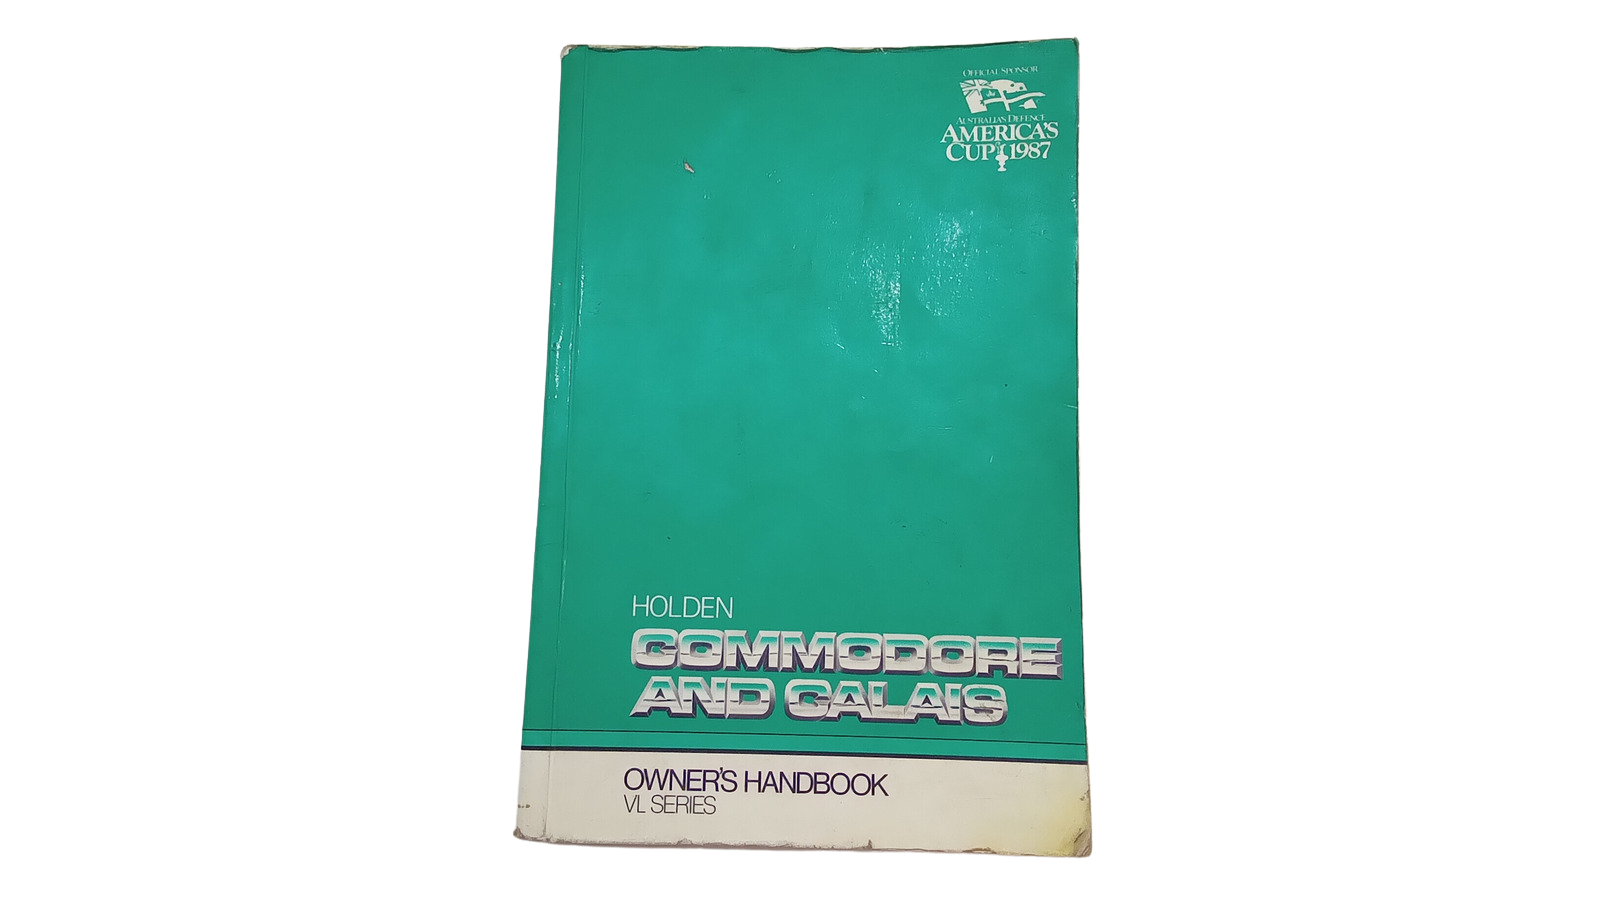 OFFICIAL SPONSOR
AUSTRALIA'S DEFENCE
AMERICA'S
CUP 1987
HOLDEN
COMMODORE
AND CALAIS
OWNER'S HANDBOOK
VL SERIES